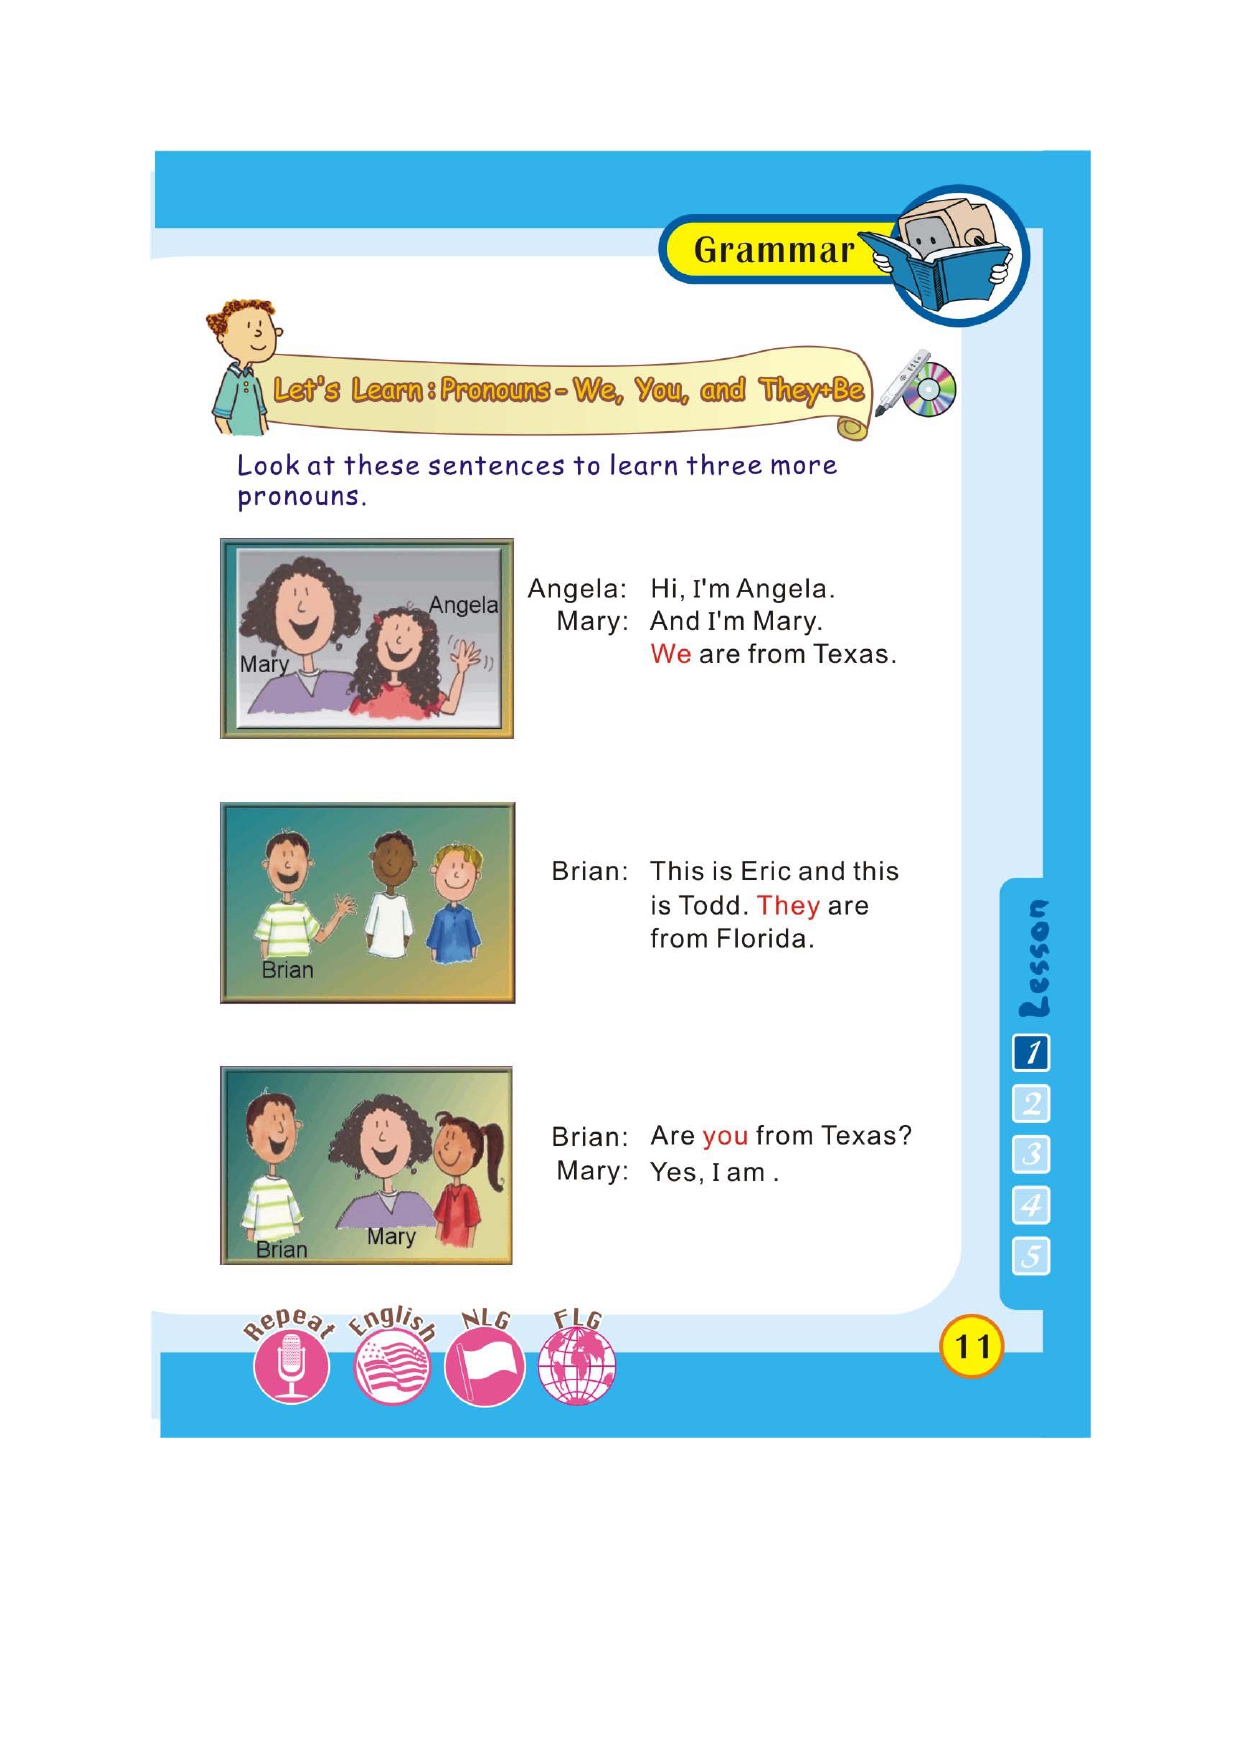 Grammar
Let's Learn : Pronouns - We, You, and They+Be
Look at these sentences to learn three more
pronouns.
Angela
Mary
Angela: Hi, I'm Angela.
Mary: And I'm Mary.
We are from Texas.
Brian
Brian: This is Eric and this
is Todd. They are
from Florida.
Brian
Mary
Brian: Are you from Texas?
Mary: Yes, I am .
Lesson
1
2
3
4
5
Repeat
English
NLG
FLG
11